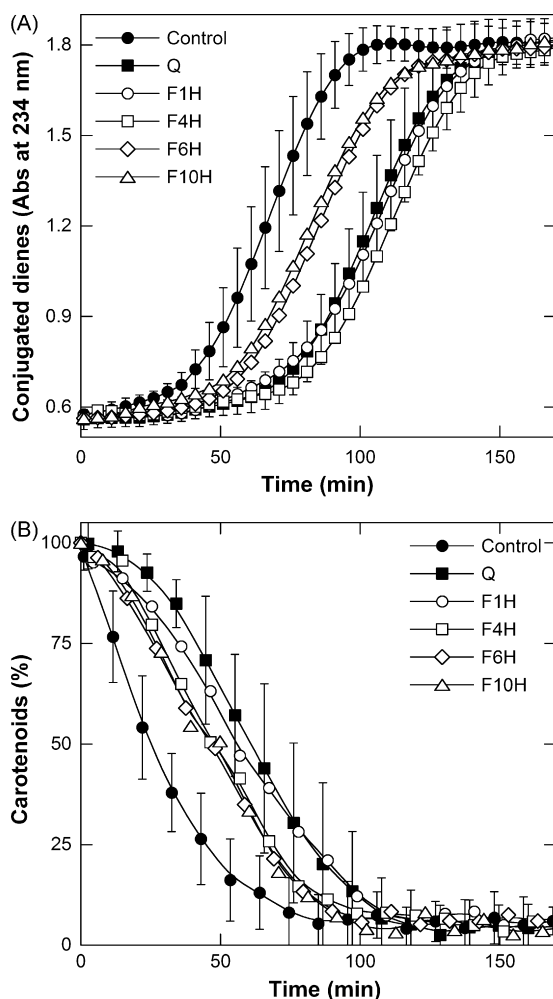 (A)
Conjugated dienes (Abs at 234 nm)
1.8
1.5
1.2
0.9
0.6
Control
Q
F1H
F4H
F6H
F10H
0 50 100 150
Time (min)
(B)
Carotenoids (%)
100
75
50
25
0
Control
Q
F1H
F4H
F6H
F10H
0 50 100 150
Time (min)